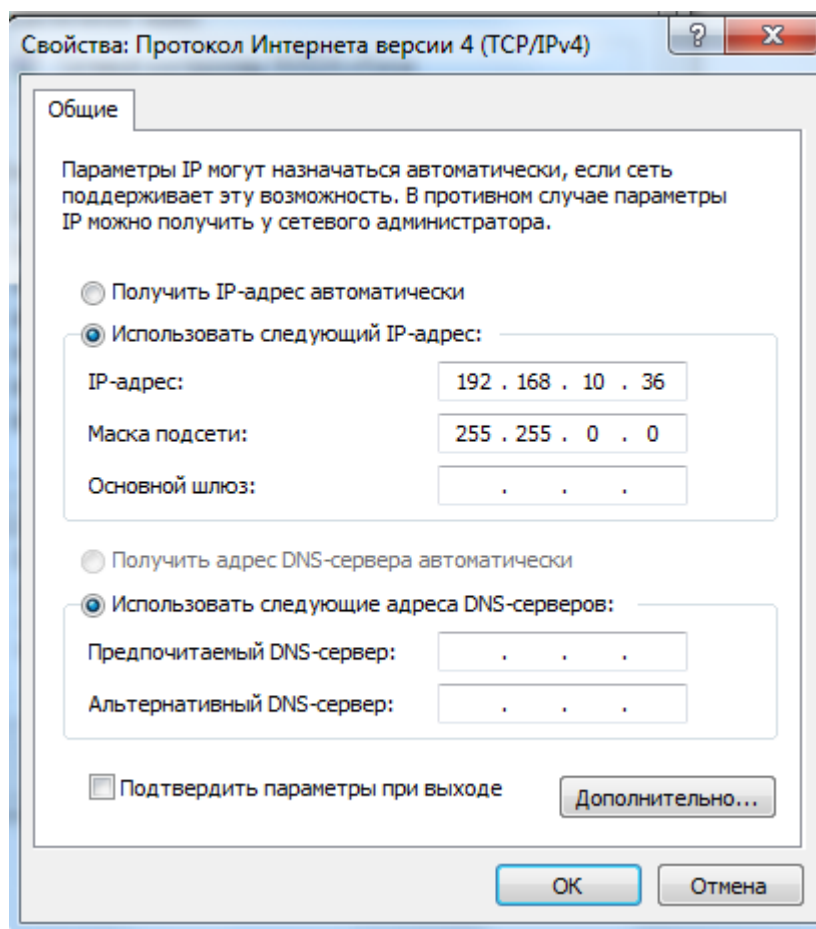 Свойства: Протокол Интернета версии 4 (TCP/IPv4)
Общие
Параметры IP могут назначаться автоматически, если сеть
поддерживает эту возможность. В противном случае параметры
IP можно получить у сетевого администратора.
Получить IP-адрес автоматически
Использовать следующий IP-адрес:
IP-адрес: 192 . 168 . 10 . 36
Маска подсети: 255 . 255 . 0 . 0
Основной шлюз: . . .
Получить адрес DNS-сервера автоматически
Использовать следующие адреса DNS-серверов:
Предпочитаемый DNS-сервер: . . .
Альтернативный DNS-сервер: . . .
Подтвердить параметры при выходе Дополнительно...
ОК Отмена